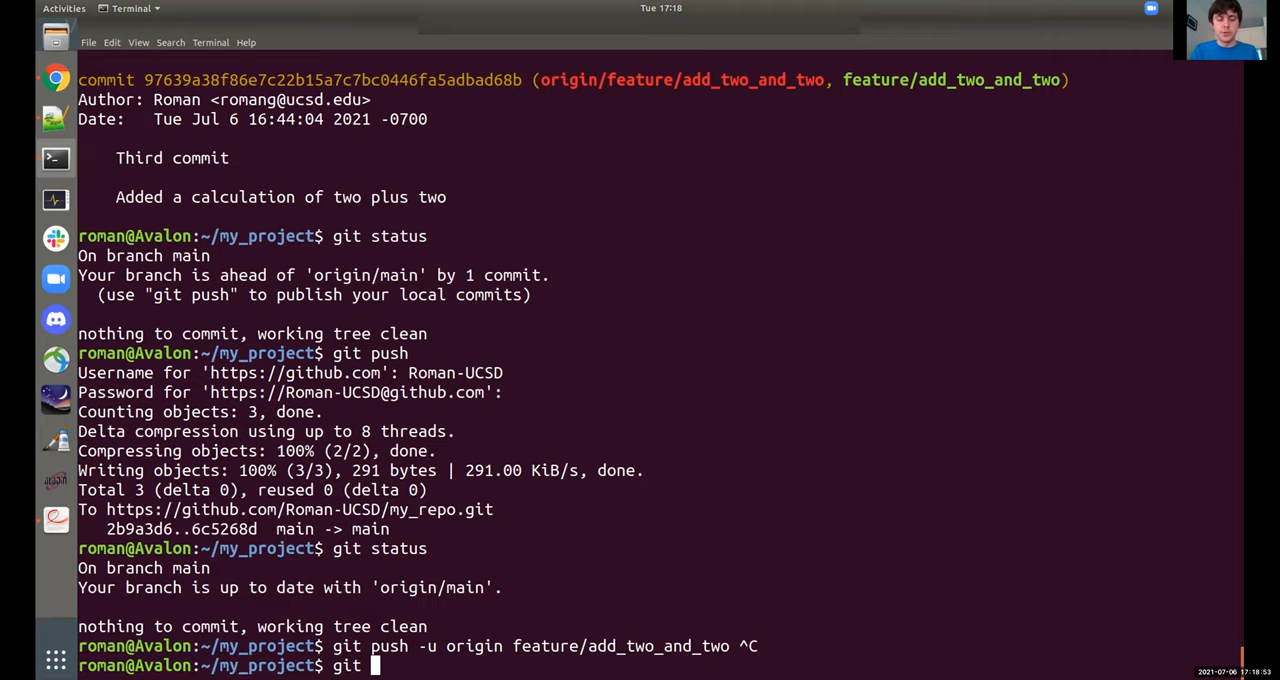 Activities Terminal Tue 17:18
File Edit View Search Terminal Help
commit 97639a38f86e7c22b15a7c7bc0446fa5adbad68b (origin/feature/add_two_and_two, feature/add_two_and_two)
Author: Roman <romang@ucsd.edu>
Date:   Tue Jul 6 16:44:04 2021 -0700
Third commit
Added a calculation of two plus two
roman@Avalon:~/my_project$ git status
On branch main
Your branch is ahead of 'origin/main' by 1 commit.
(use "git push" to publish your local commits)
nothing to commit, working tree clean
roman@Avalon:~/my_project$ git push
Username for 'https://github.com': Roman-UCSD
Password for 'https://Roman-UCSD@github.com':
Counting objects: 3, done.
Delta compression using up to 8 threads.
Compressing objects: 100% (2/2), done.
Writing objects: 100% (3/3), 291 bytes | 291.00 KiB/s, done.
Total 3 (delta 0), reused 0 (delta 0)
To https://github.com/Roman-UCSD/my_repo.git
2b9a3d6..6c5268d  main -> main
roman@Avalon:~/my_project$ git status
On branch main
Your branch is up to date with 'origin/main'.
nothing to commit, working tree clean
roman@Avalon:~/my_project$ git push -u origin feature/add_two_and_two ^C
roman@Avalon:~/my_project$ git
2021-07-06 17:18:53